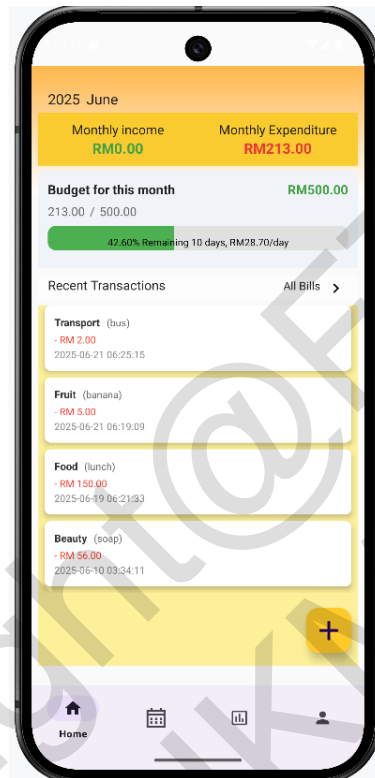 2025 June
Monthly income Monthly Expenditure
RM0.00 RM213.00
Budget for this month RM500.00
213.00 / 500.00
42.60% Remaining 10 days, RM28.70/day
Recent Transactions All Bills
Transport (bus)
- RM 2.00
2025-06-21 06:25:15
Fruit (banana)
- RM 5.00
2025-06-21 06:19:09
Food (lunch)
- RM 150.00
2025-06-19 06:21:33
Beauty (soap)
- RM 56.00
2025-06-10 03:34:11
Home